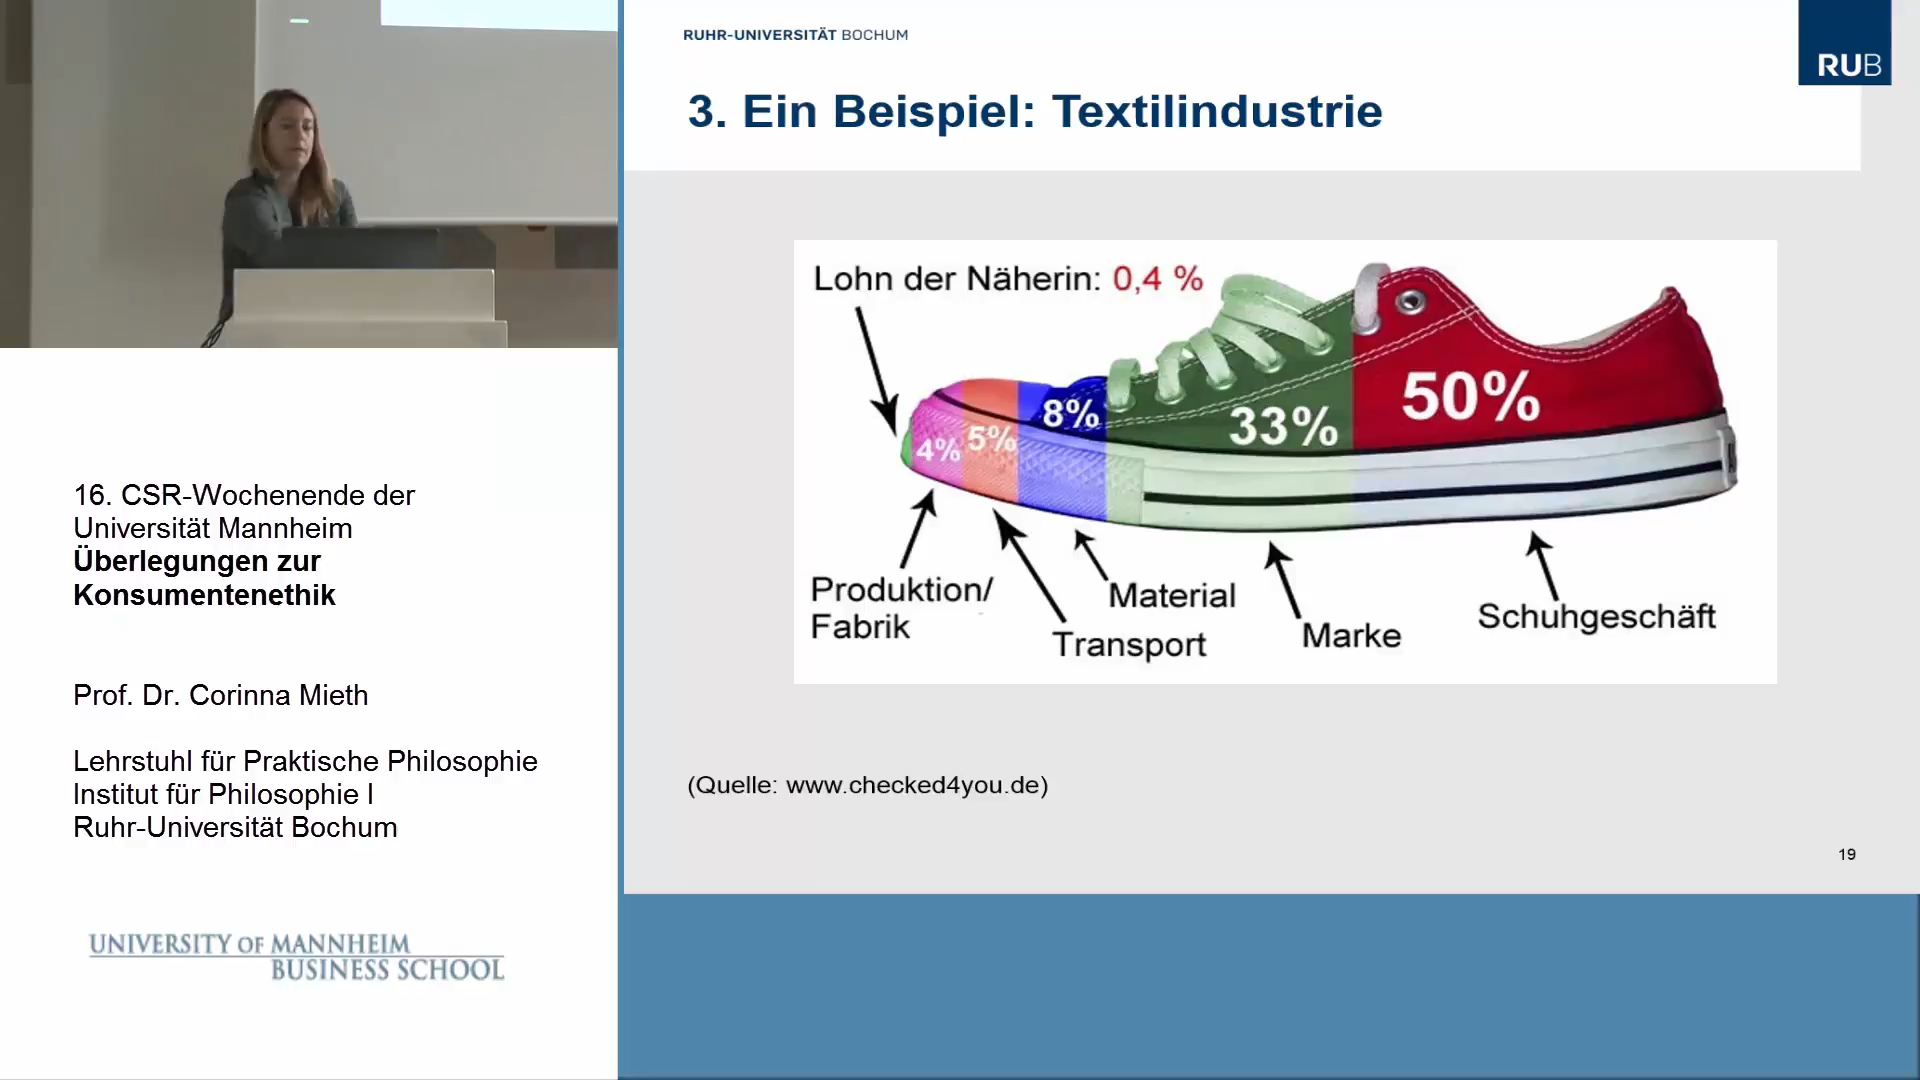 RUHR-UNIVERSITÄT BOCHUM
RUB
3. Ein Beispiel: Textilindustrie
Lohn der Näherin: 0,4 %
4%
5%
8%
33%
50%
Produktion/
Fabrik
Transport
Material
Marke
Schuhgeschäft
(Quelle: www.checked4you.de)
19
16. CSR-Wochenende der
Universität Mannheim
Überlegungen zur
Konsumentenethik
Prof. Dr. Corinna Mieth
Lehrstuhl für Praktische Philosophie
Institut für Philosophie I
Ruhr-Universität Bochum
UNIVERSITY OF MANNHEIM
BUSINESS SCHOOL